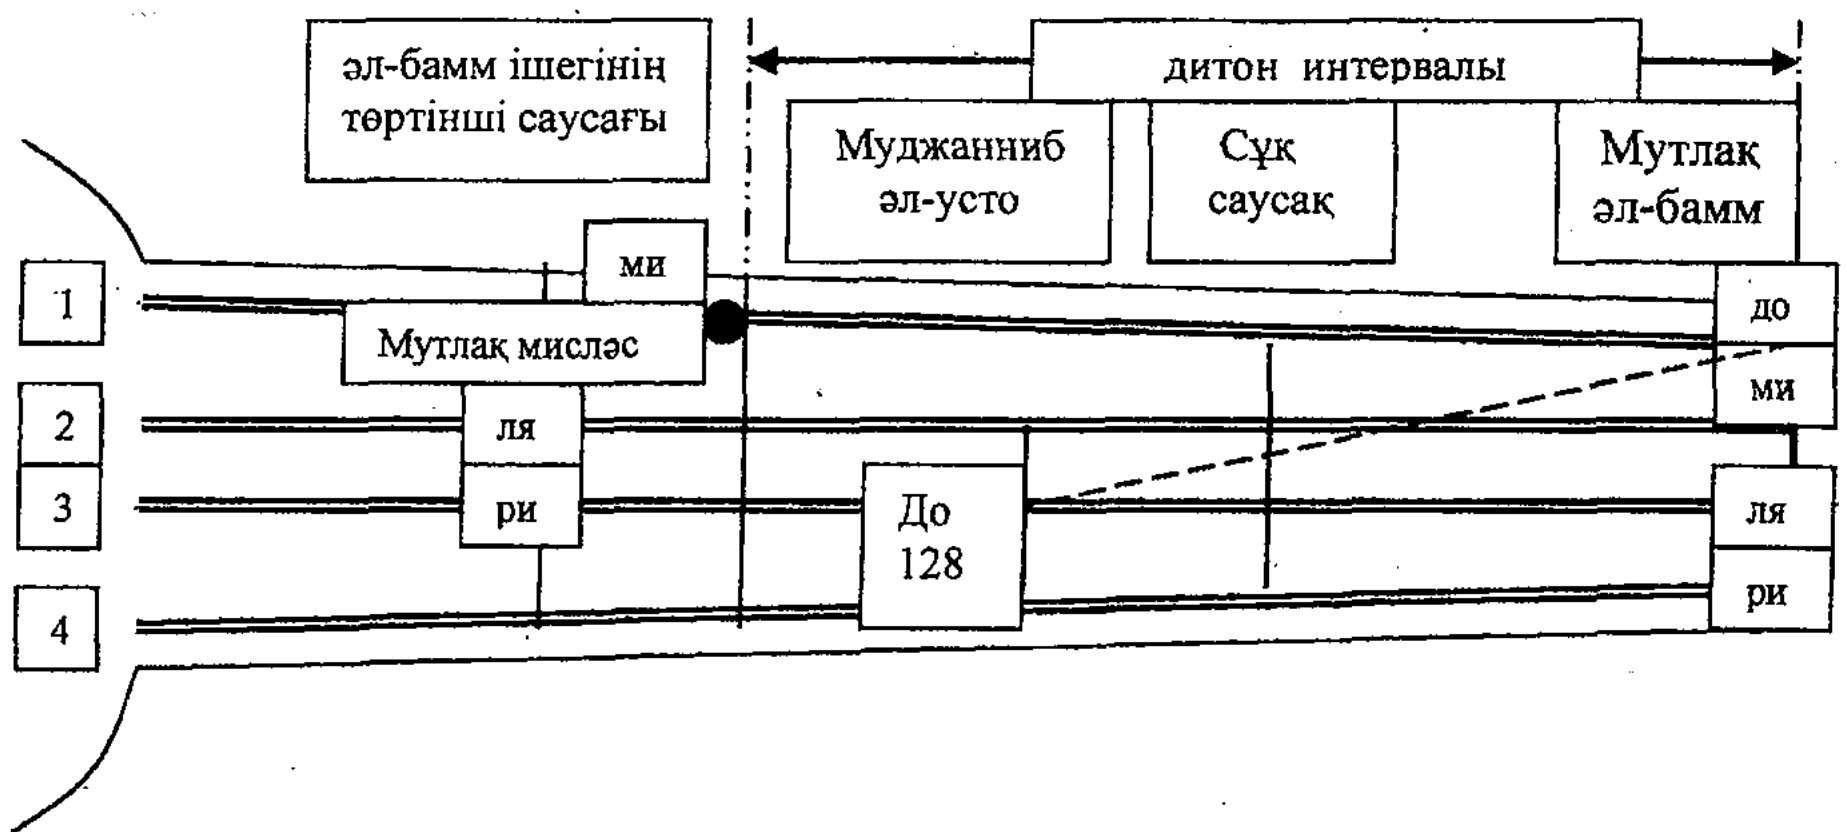 әл-бамм ішегінің
төртінші саусағы
дитон интервалы
Муджанниб
әл-усто
Сұқ
саусақ
Мутлақ
әл-бамм
ми
1
до
Мутлақ мисләс
ми
2
ля
3
ри
До
128
ля
4
ри